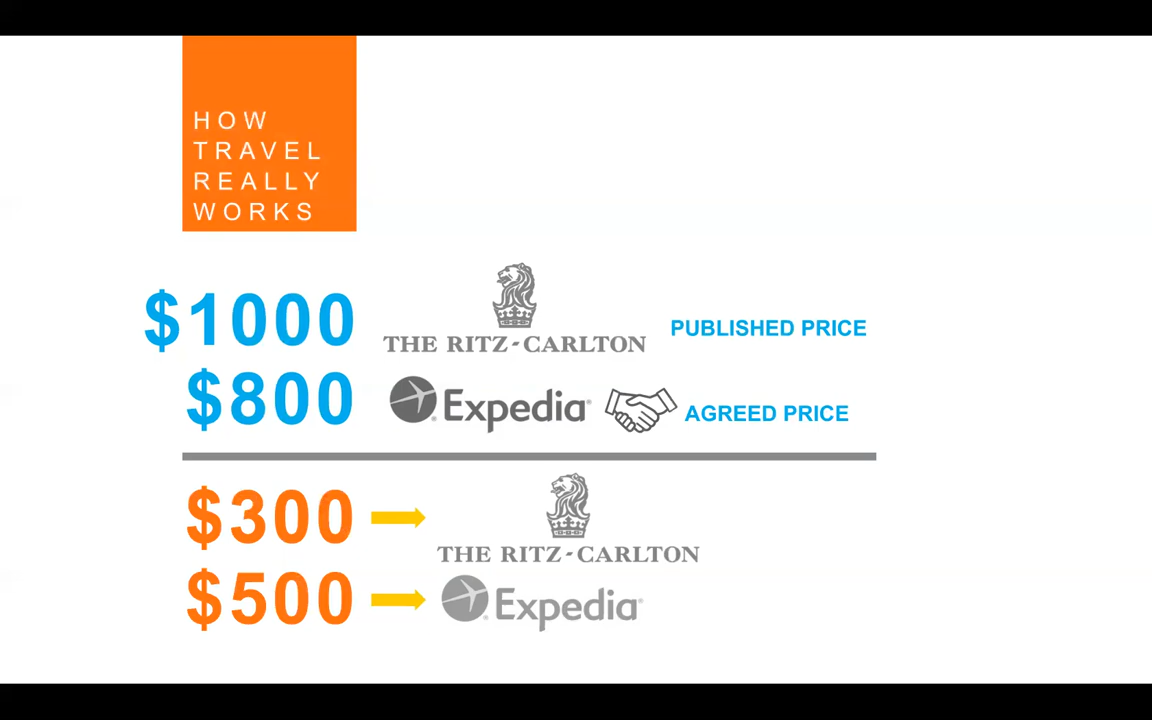 HOW
TRAVEL
REALLY
WORKS
$1000 THE RITZ-CARLTON PUBLISHED PRICE
$800 Expedia® AGREED PRICE
$300 THE RITZ-CARLTON
$500 Expedia®